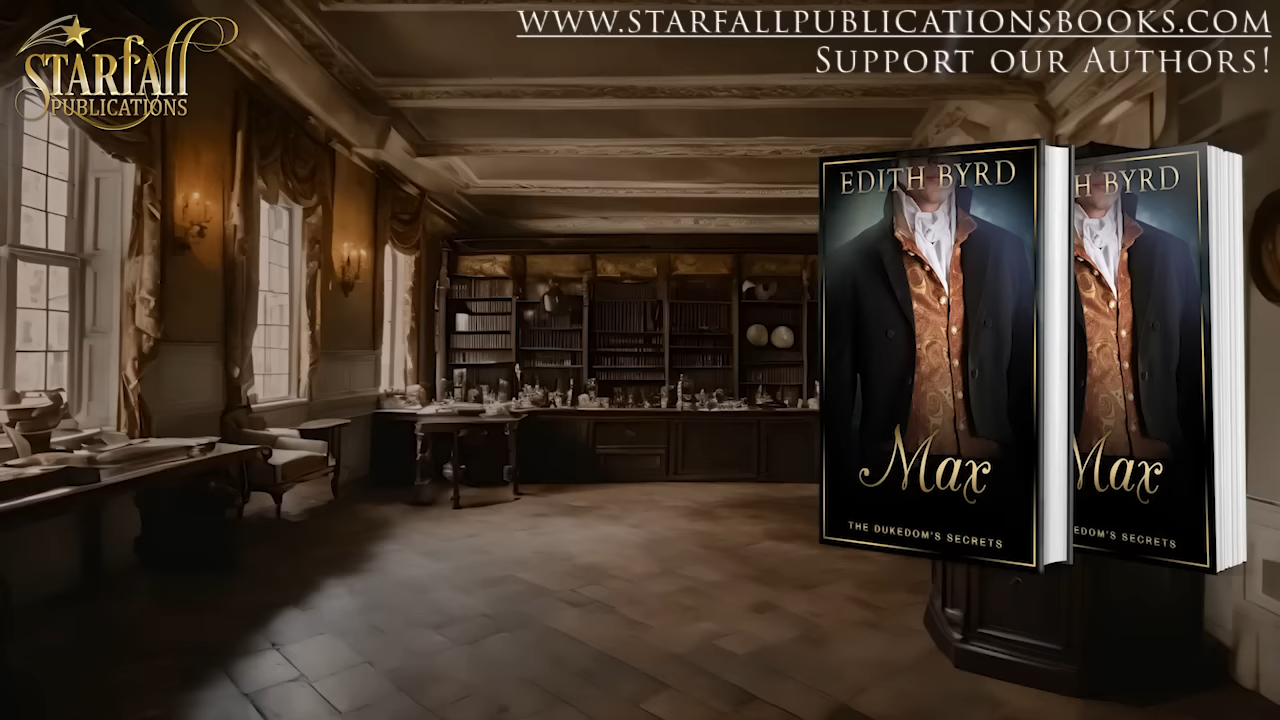 STARfall
PUBLICATIONS
WWW.STARFALLPUBLICATIONSBOOKS.COM
SUPPORT OUR AUTHORS!
EDITH BYRD
Max
THE DUKEDOM'S SECRETS
H BYRD
Max
EDOM'S SECRETS